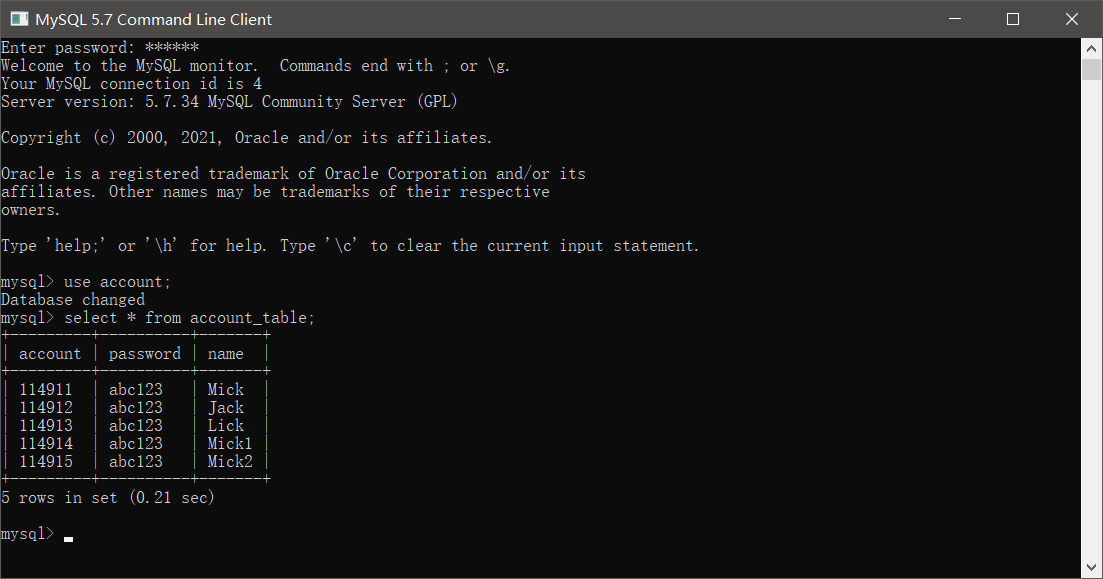 MySQL 5.7 Command Line Client
Enter password: ******
Welcome to the MySQL monitor.  Commands end with ; or \g.
Your MySQL connection id is 4
Server version: 5.7.34 MySQL Community Server (GPL)

Copyright (c) 2000, 2021, Oracle and/or its affiliates.

Oracle is a registered trademark of Oracle Corporation and/or its
affiliates. Other names may be trademarks of their respective
owners.

Type 'help;' or '\h' for help. Type '\c' to clear the current input statement.

mysql> use account;
Database changed
mysql> select * from account_table;
+---------+----------+-------+
| account | password | name  |
+---------+----------+-------+
| 114911  | abc123   | Mick  |
| 114912  | abc123   | Jack  |
| 114913  | abc123   | Lick  |
| 114914  | abc123   | Mick1 |
| 114915  | abc123   | Mick2 |
+---------+----------+-------+
5 rows in set (0.21 sec)

mysql>